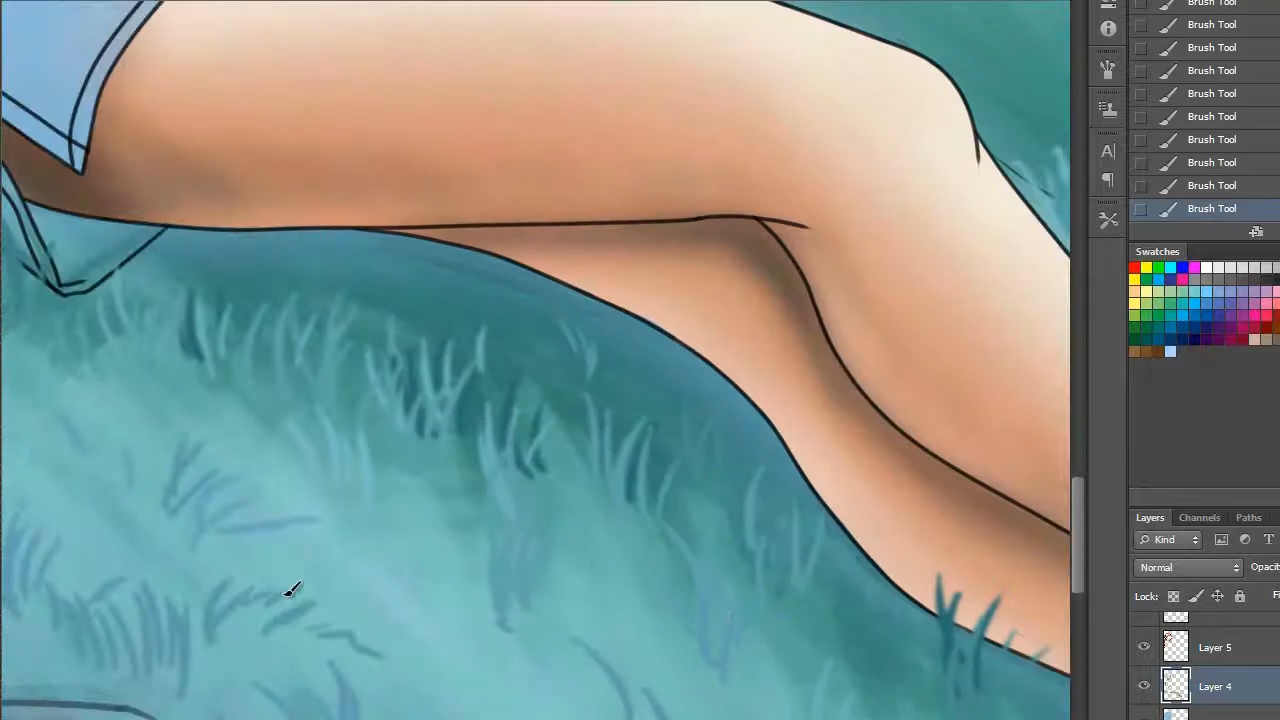 Brush Tool
Brush Tool
Brush Tool
Brush Tool
Brush Tool
Brush Tool
Brush Tool
Brush Tool
Brush Tool
Brush Tool
Swatches
Layers Channels Paths
Kind
Normal Opacit
Lock: Fi
Layer 5
Layer 4